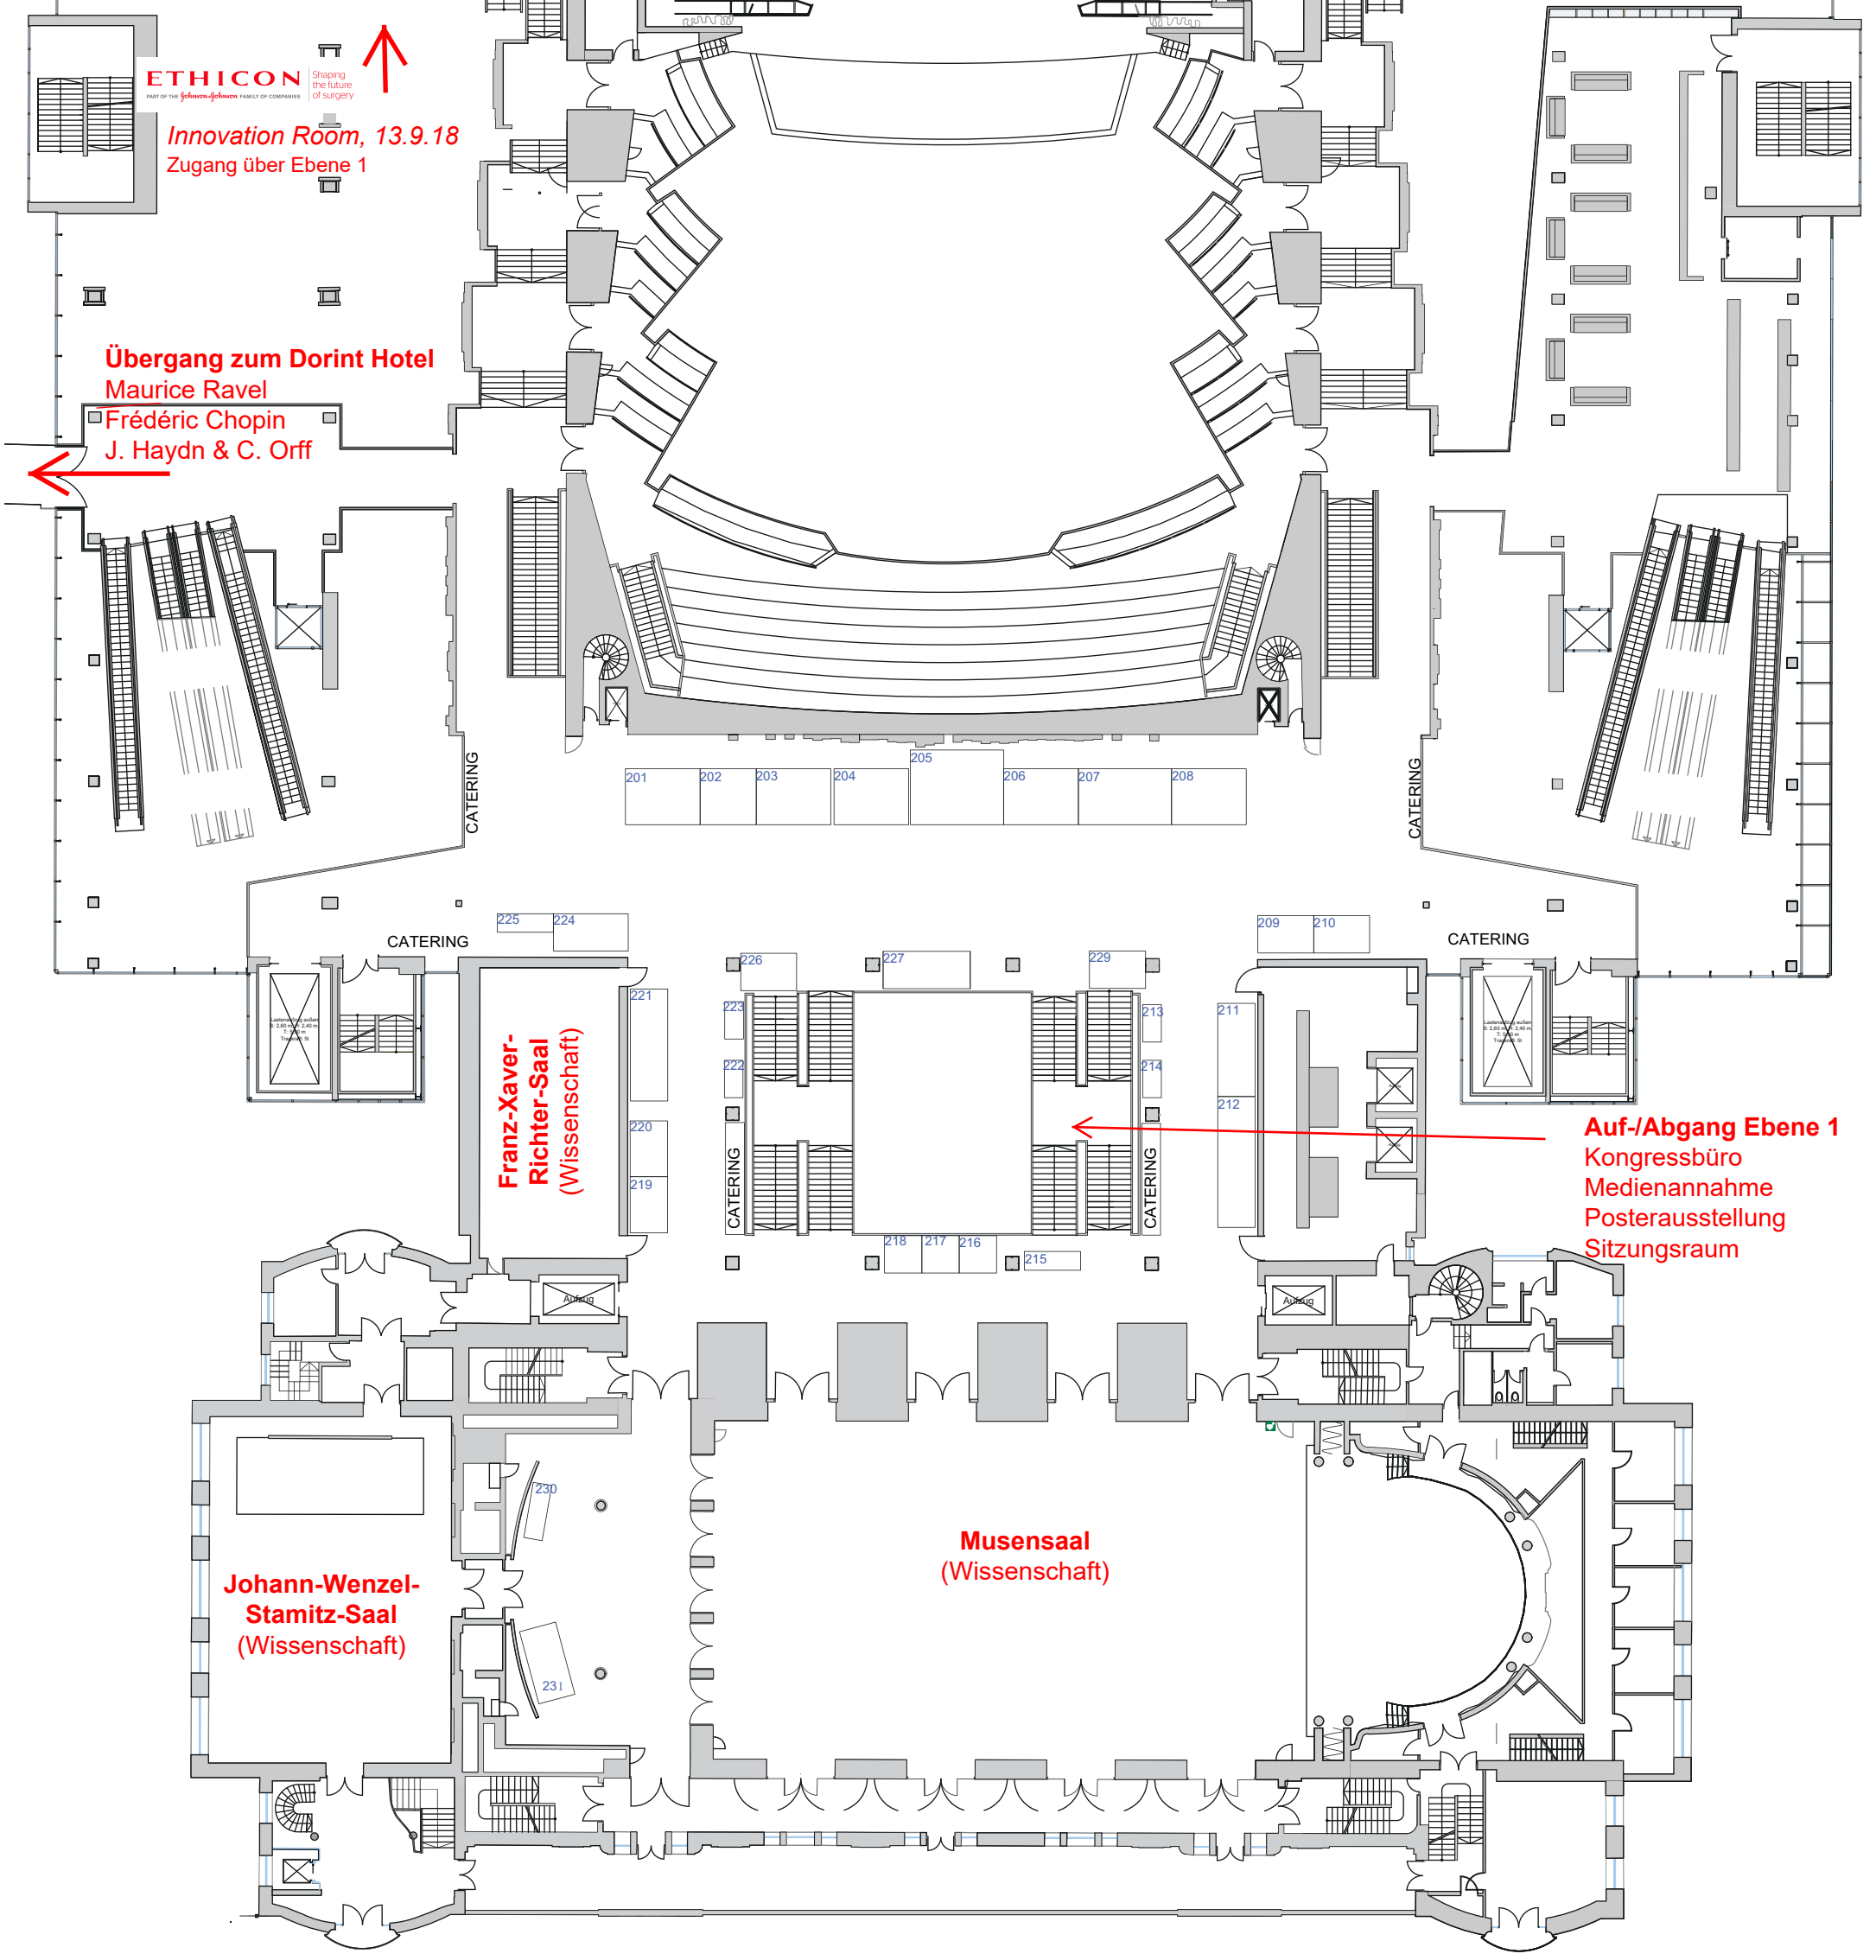 ETHICON
PART OF THE Johnson & Johnson FAMILY OF COMPANIES
Shaping
the future
of surgery
Innovation Room, 13.9.18
Zugang über Ebene 1
Übergang zum Dorint Hotel
Maurice Ravel
Frédéric Chopin
J. Haydn & C. Orff
CATERING
201
202
203
204
205
206
207
208
CATERING
225
224
CATERING
209
210
CATERING
226
227
229
221
223
222
213
214
211
212
220
219
Franz-Xaver-
Richter-Saal
(Wissenschaft)
CATERING
CATERING
Auf-/Abgang Ebene 1
Kongressbüro
Medienannahme
Posterausstellung
Sitzungsraum
218
217
216
215
Aufzug
Aufzug
230
231
Johann-Wenzel-
Stamitz-Saal
(Wissenschaft)
Musensaal
(Wissenschaft)